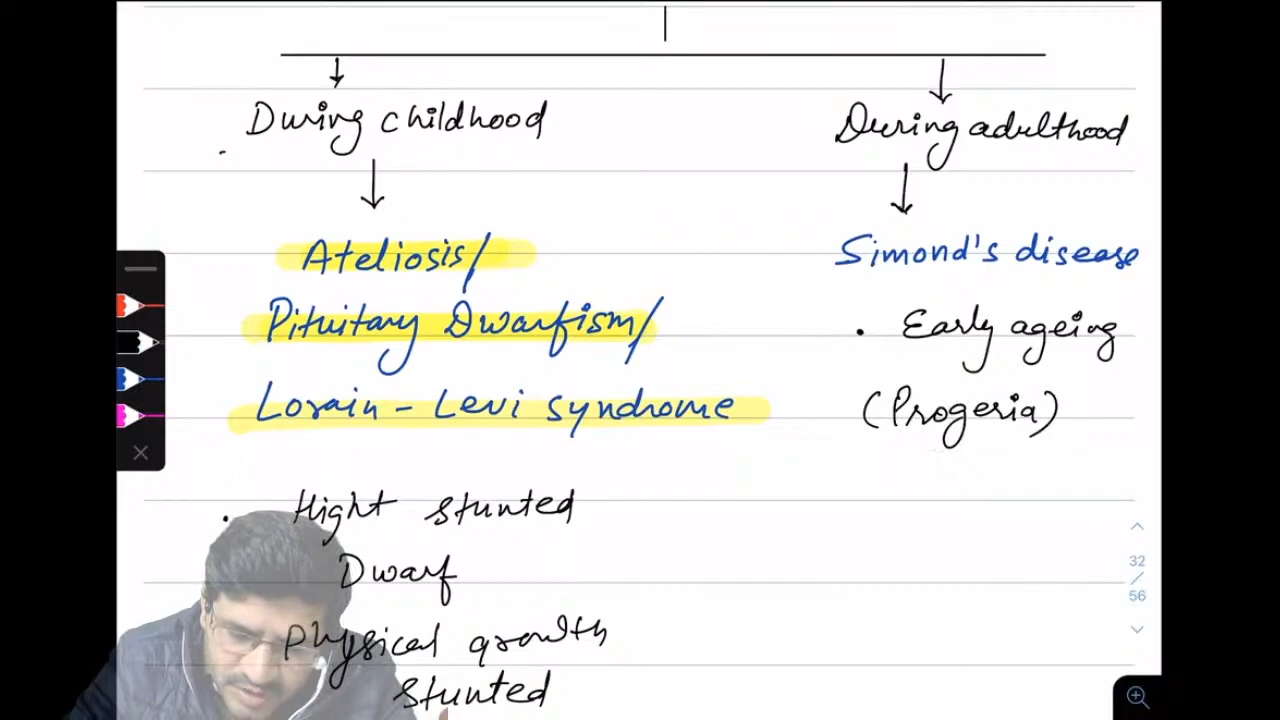 During childhood
During adulthood
Ateliosis/
Simond's disease
Pituitary Dwarfism/
. Early ageing
Lorain - Levi syndrome
(Progeria)
. Hight stunted
Dwarf
32
/
56
Physical growth
stunted